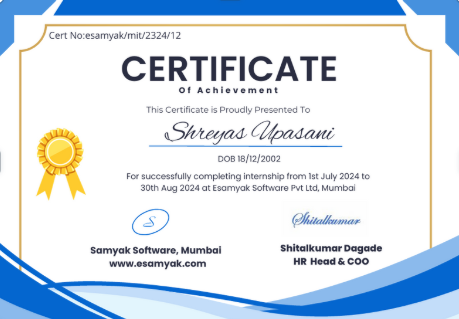 Cert No:esamyak/mit/2324/12
CERTIFICATE
Of Achievement
This Certificate is Proudly Presented To
Shreyas Upasani
DOB 18/12/2002
For successfully completing internship from 1st July 2024 to
30th Aug 2024 at Esamyak Software Pvt Ltd, Mumbai
S
Shitalkumar
Samyak Software, Mumbai
www.esamyak.com
Shitalkumar Dagade
HR Head & COO